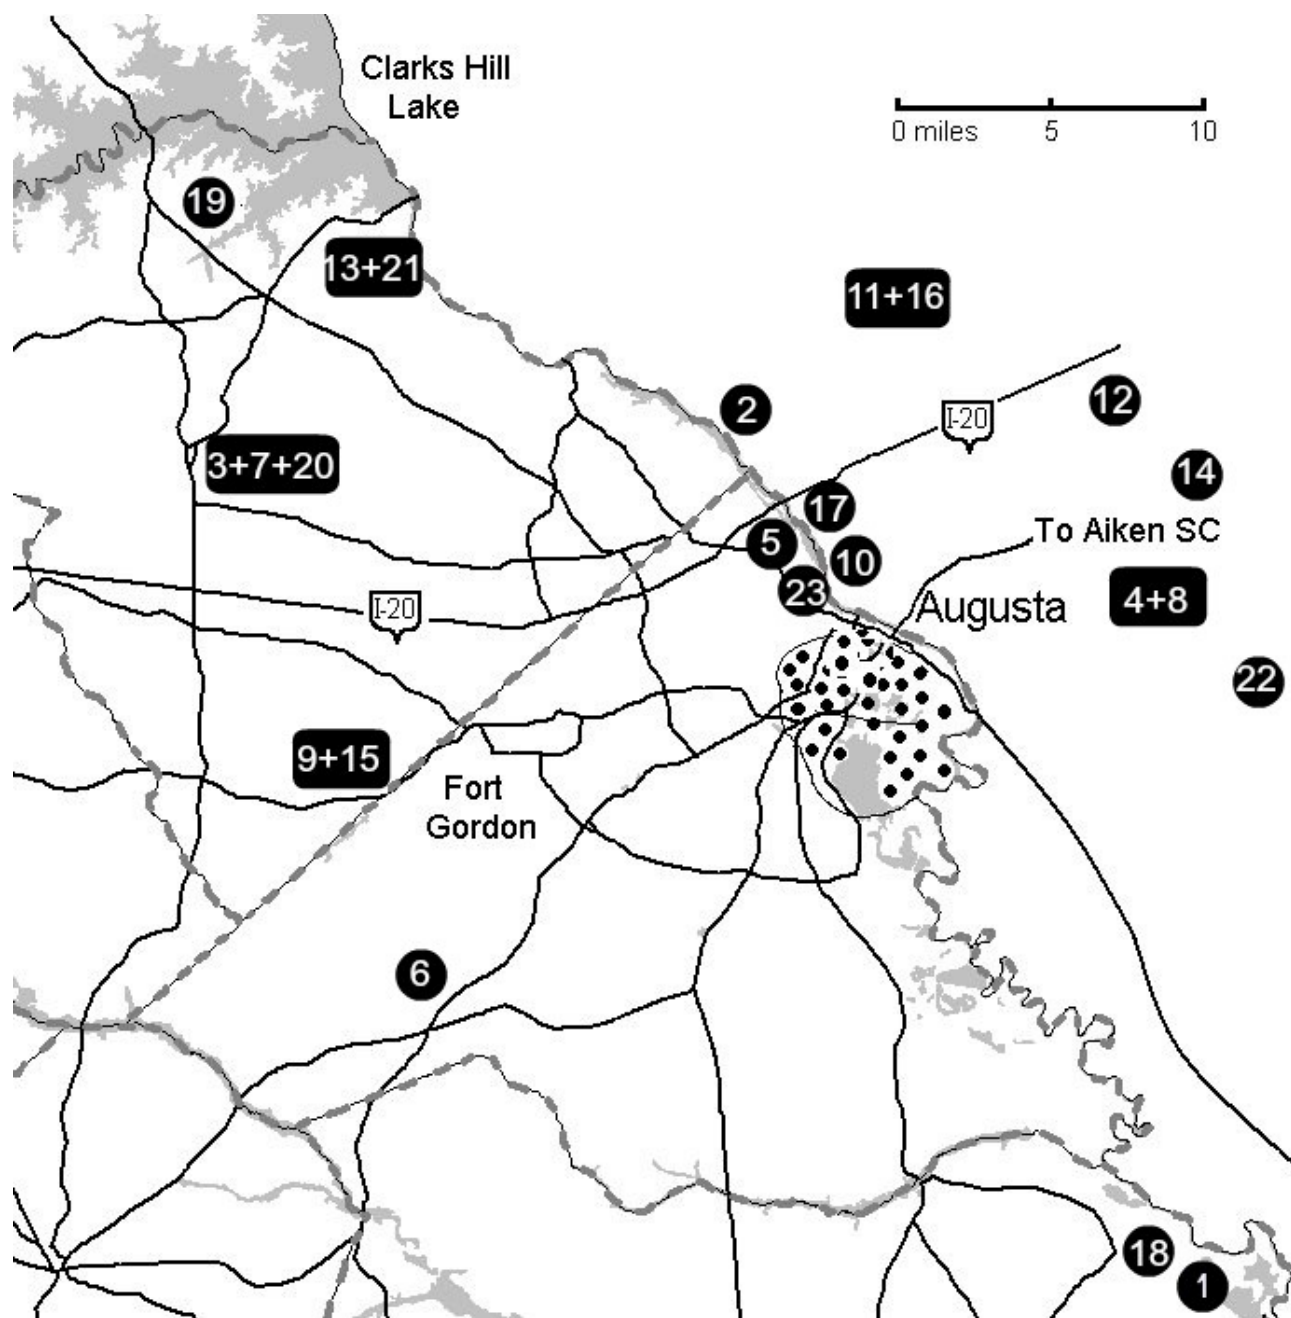 Clarks Hill
Lake
0 miles 5 10
19
13+21
11+16
2
I-20
12
3+7+20
14
17
5
To Aiken SC
10
23
I-20
Augusta
4+8
22
9+15
Fort
Gordon
6
18
1